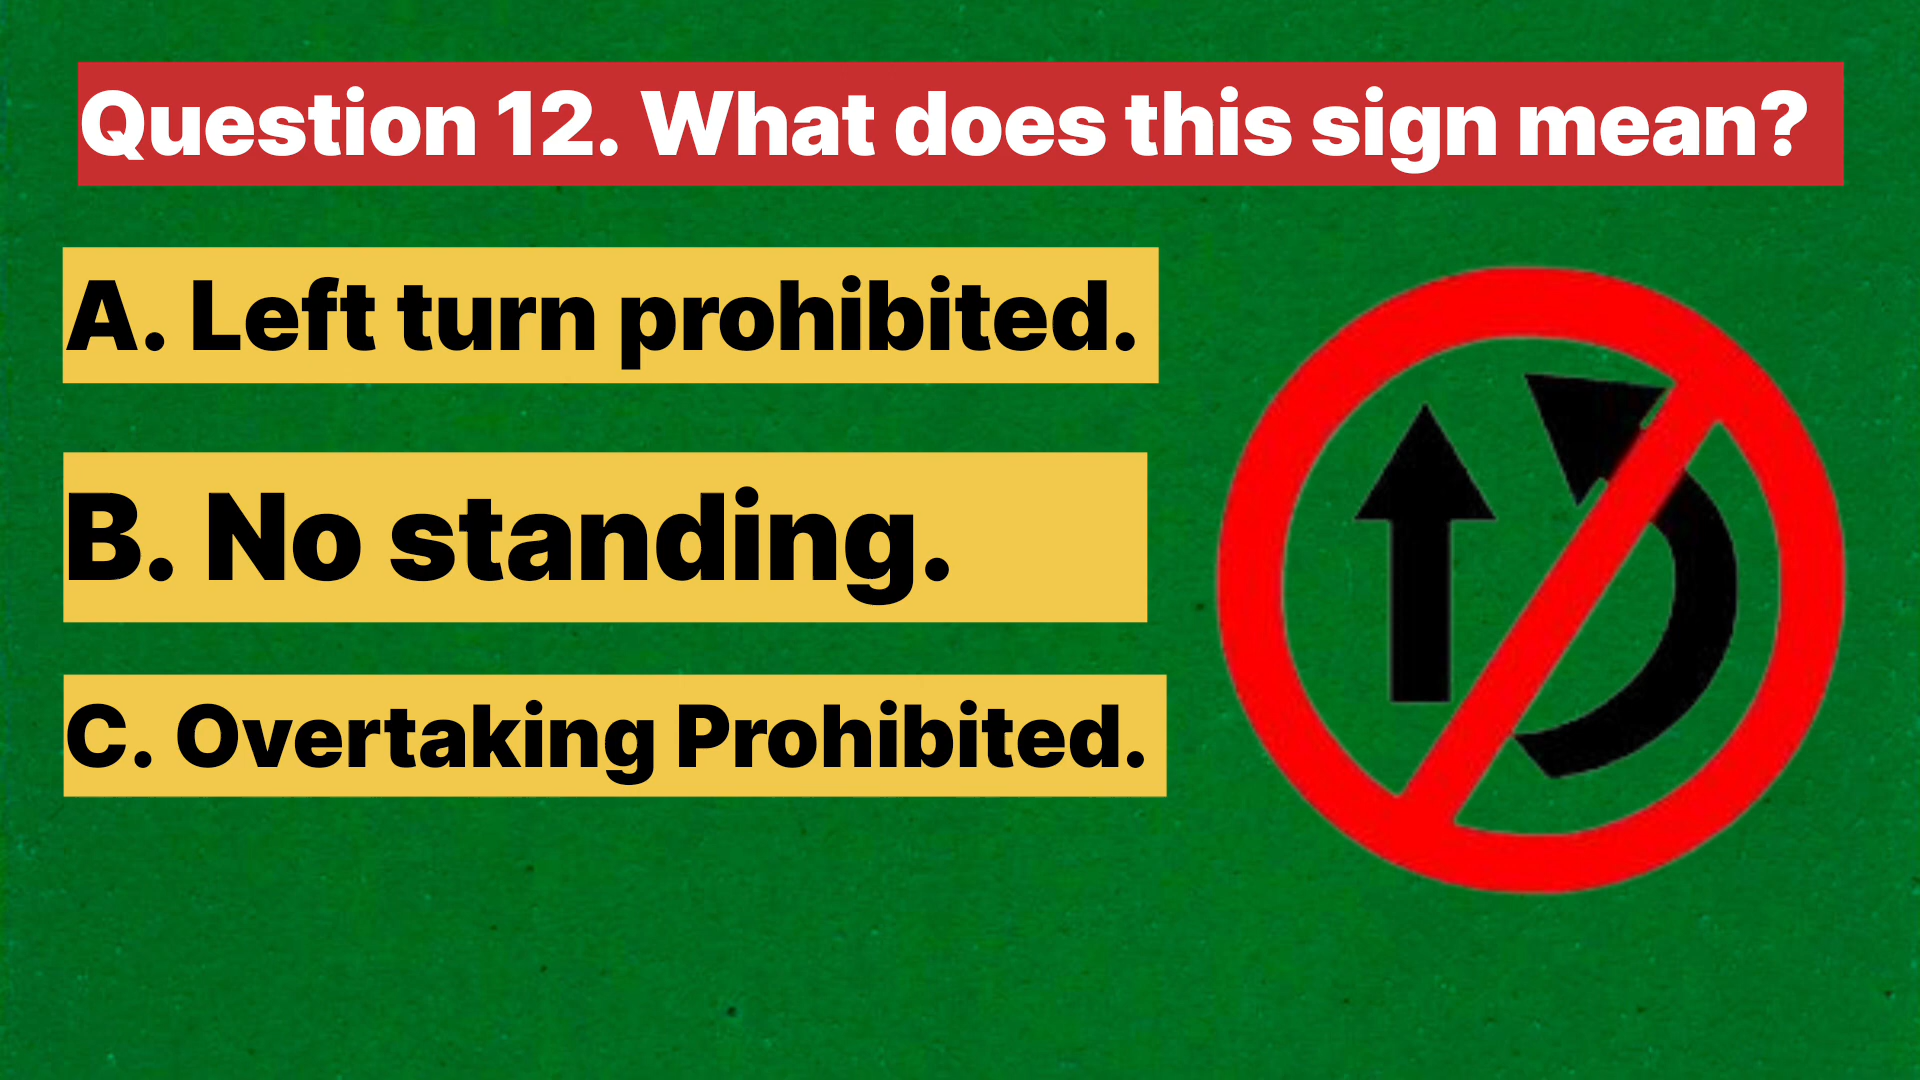 Question 12. What does this sign mean?
A. Left turn prohibited.
B. No standing.
C. Overtaking Prohibited.